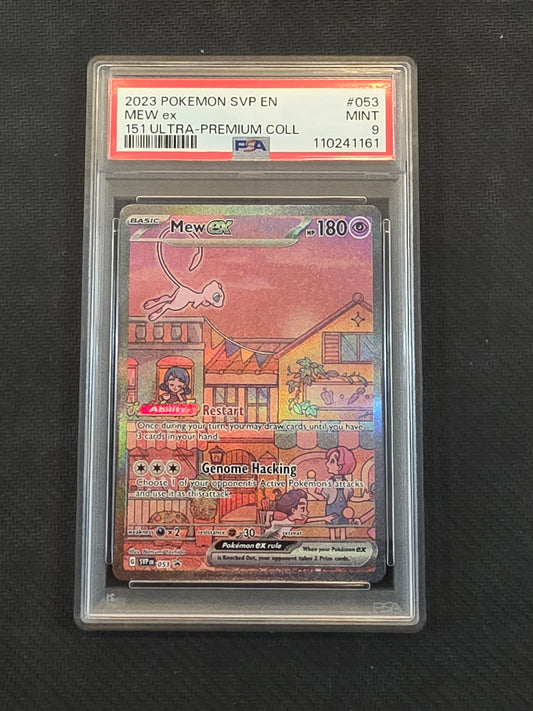 2023 POKEMON SVP EN #053
MEW ex MINT
151 ULTRA-PREMIUM COLL 9
PSA 110241161
BASIC Mew ex HP 180
Ability Restart
Once during your turn, you may draw cards until you have
3 cards in your hand.
Genome Hacking
Choose 1 of your opponent's Active Pokémon's attacks
and use it as this attack.
weakness ×2 resistance -30 retreat
Pokémon ex rule When your Pokémon ex
is Knocked Out, your opponent takes 2 Prize cards.
G SVP EN 053
PSA